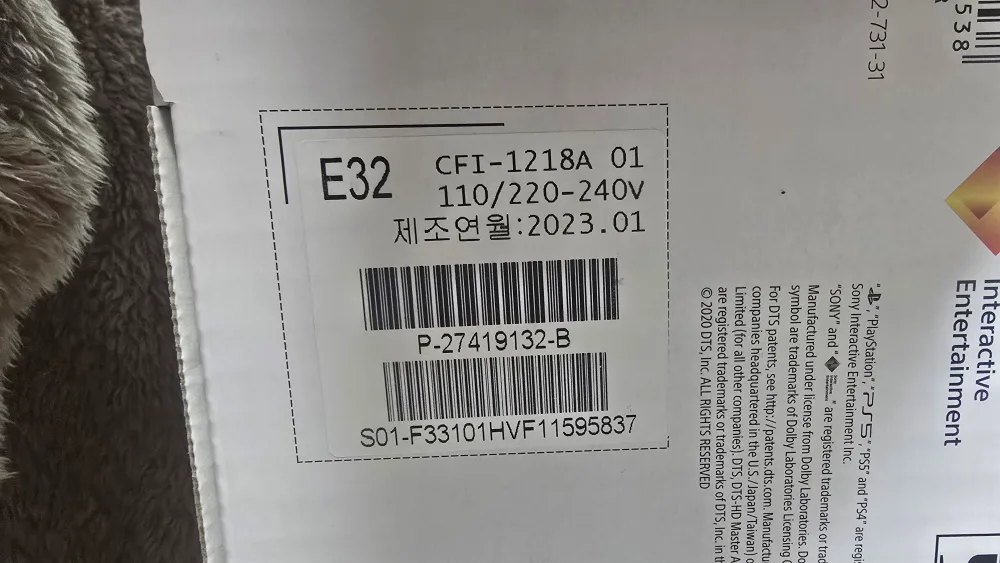 E32
CFI-1218A 01
110/220-240V
제조연월:2023.01
P-27419132-B
S01-F33101HVF11595837
2-731-31
538
Interactive
Entertainment
" ", "PlayStation", "PS5", "PS5" and "PS4" are regi
Sony Interactive Entertainment Inc.
"SONY" and " " are registered trademarks or trad
Manufactured under license from Dolby Laboratories. Do
symbol are trademarks of Dolby Laboratories Licensing C
For DTS patents, see http://patents.dts.com. Manufactu
companies headquartered in the U.S./Japan/Taiwan) o
Limited (for all other companies). DTS, DTS-HD Master A
are registered trademarks or trademarks of DTS, Inc. in th
© 2020 DTS, Inc. ALL RIGHTS RESERVED